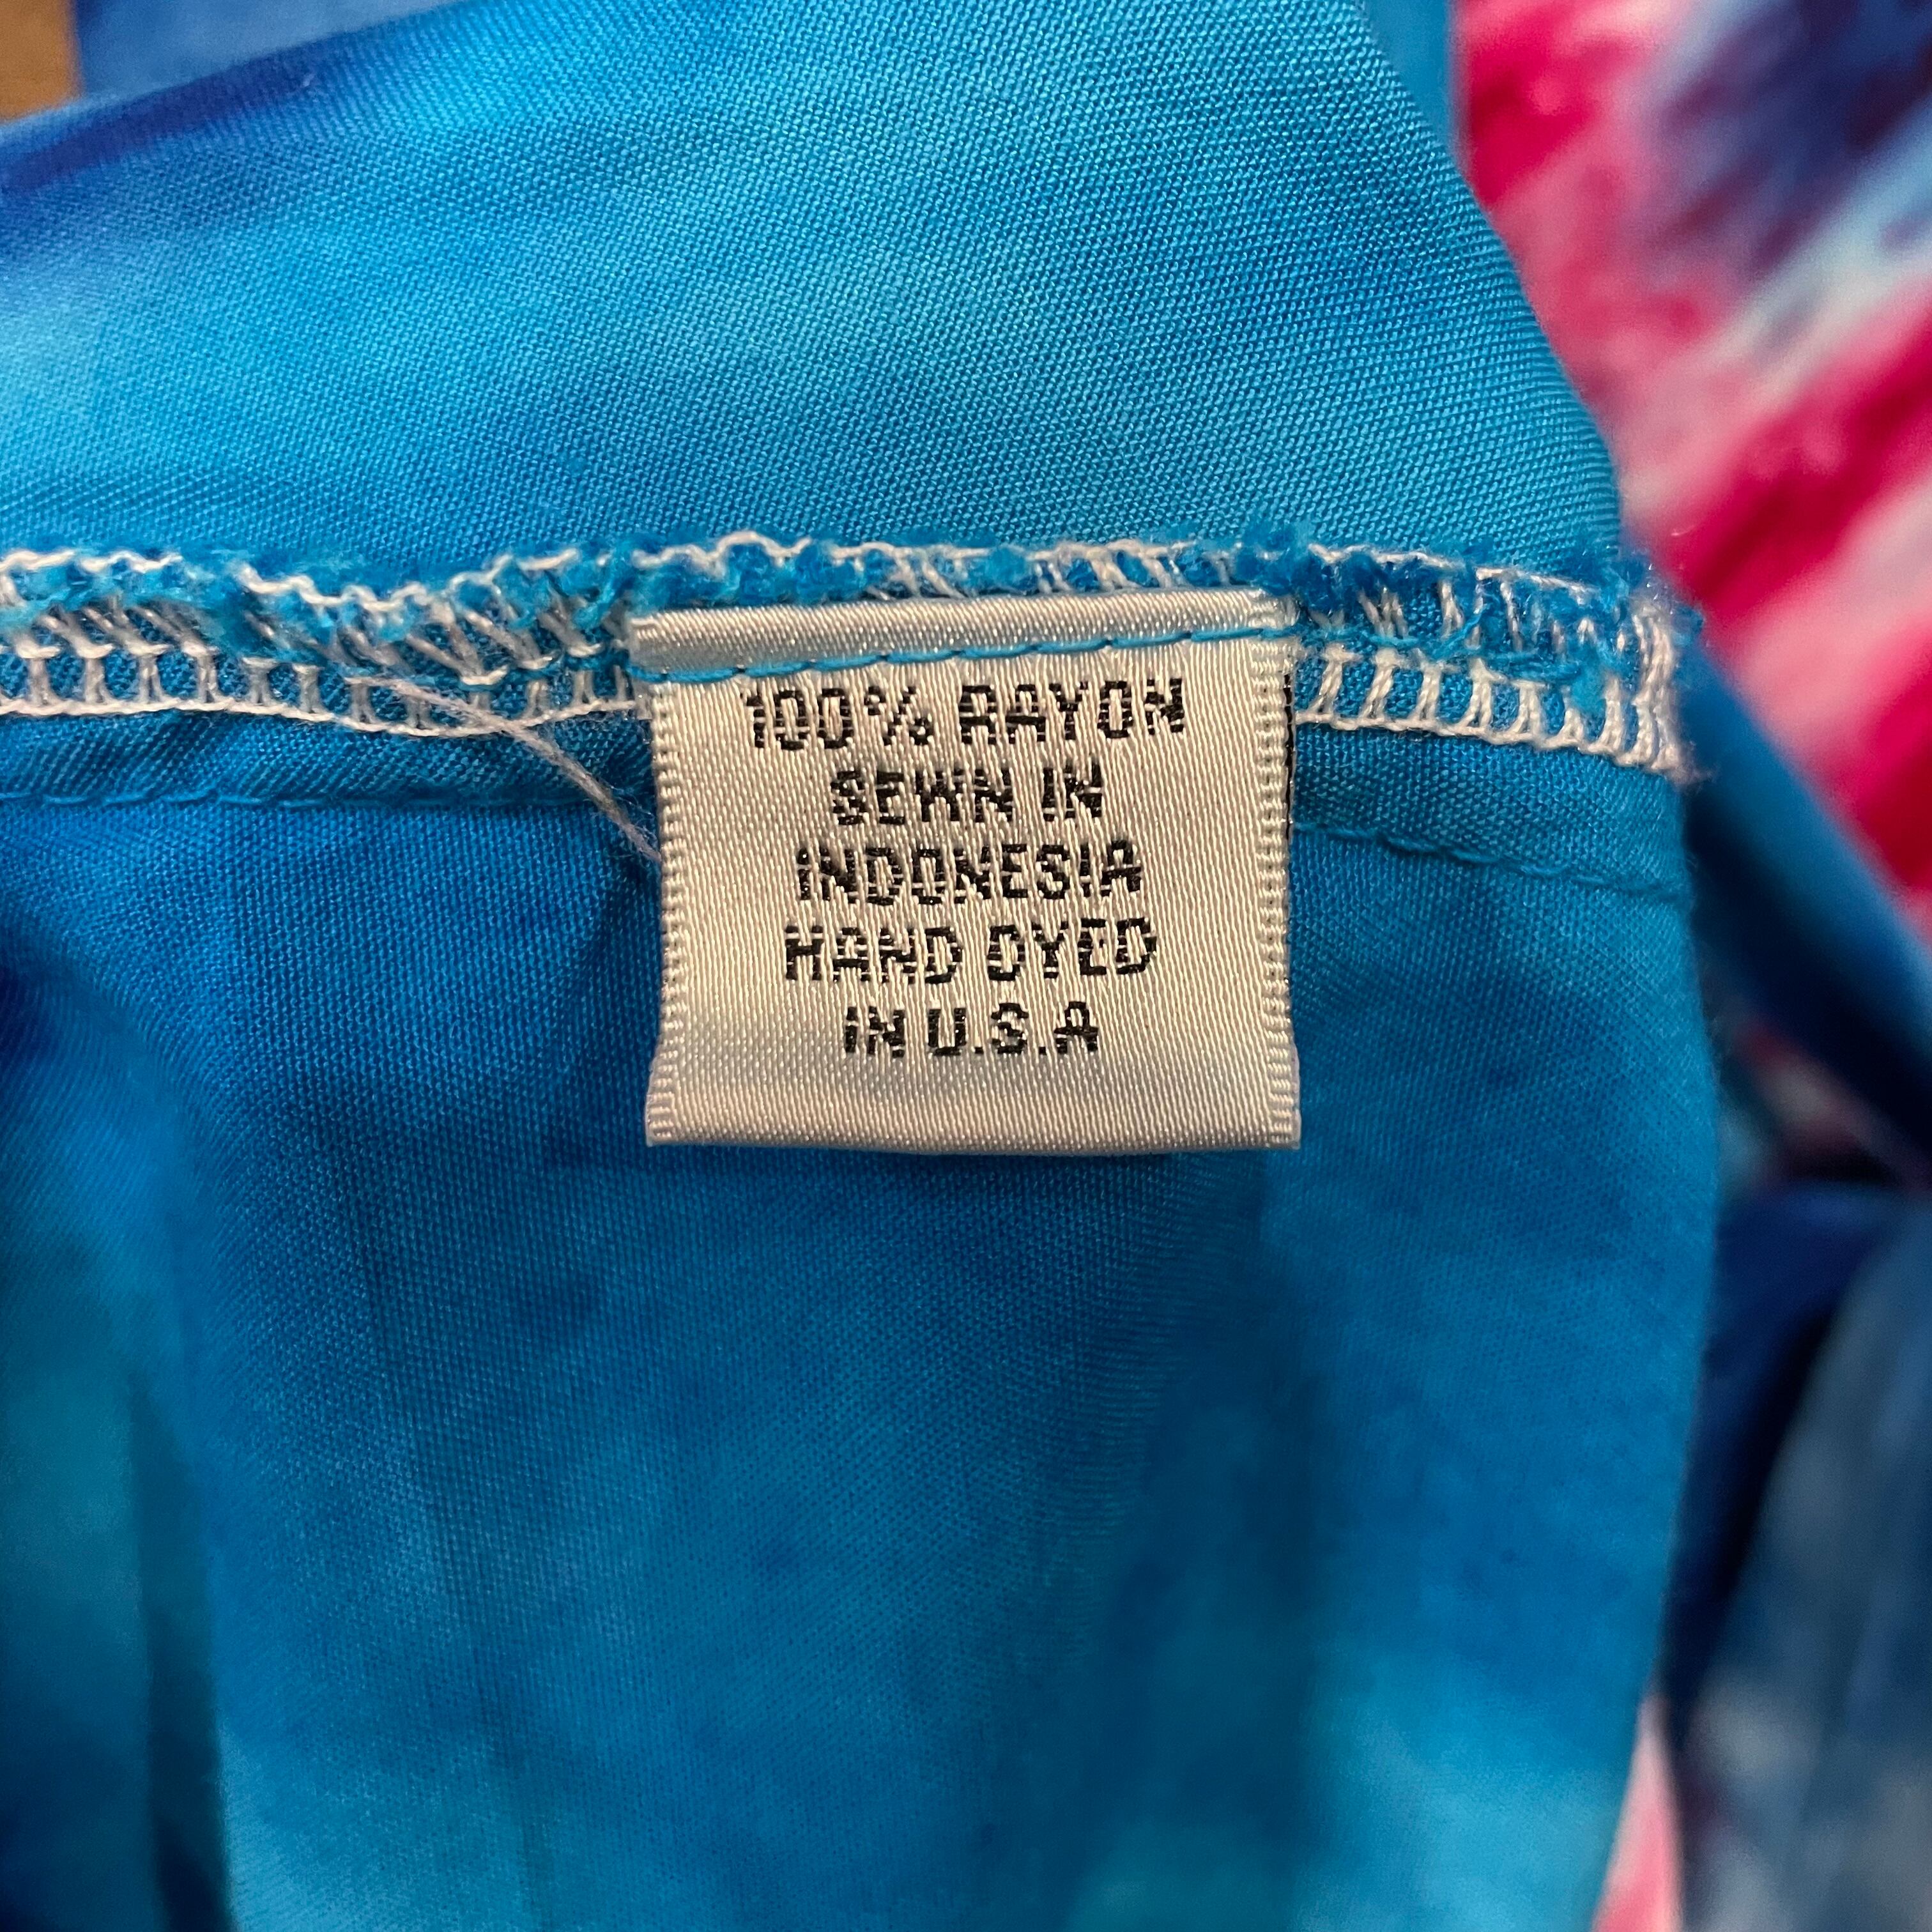 100% RAYON
SEWN IN
INDONESIA
HAND DYED
IN U.S.A